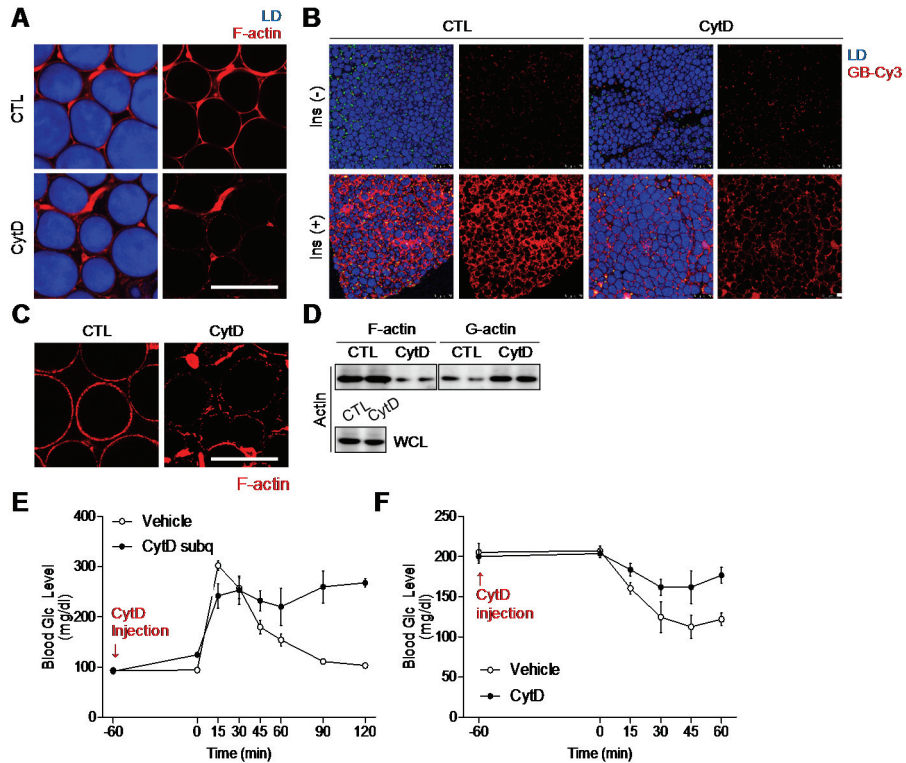 A
LD
F-actin
CTL
CytD
B
CTL
CytD
LD
GB-Cy3
Ins (-)
Ins (+)
C
CTL
CytD
F-actin
D
F-actin
G-actin
CTL
CytD
CTL
CytD
Actin
CTL
CytD
WCL
E
Vehicle
CytD subq
CytD
Injection
Blood Glc Level
(mg/dl)
400
300
200
100
0
-60
0
15
30
45
60
90
120
Time (min)
F
CytD
injection
Vehicle
CytD
Blood Glc Level
(mg/dl)
250
200
150
100
50
0
-60
0
15
30
45
60
Time (min)